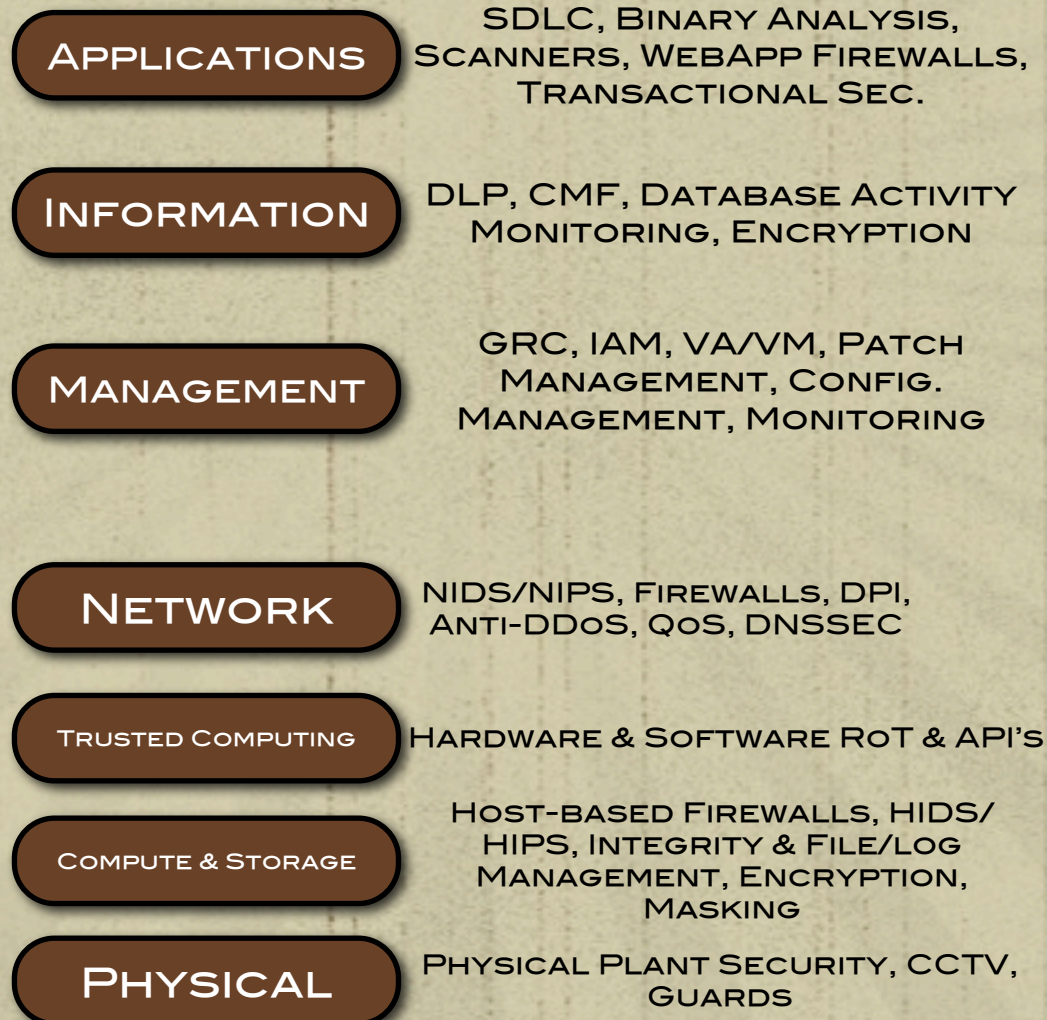 Applications
SDLC, Binary Analysis,
Scanners, WebApp Firewalls,
Transactional Sec.
Information
DLP, CMF, Database Activity
Monitoring, Encryption
Management
GRC, IAM, VA/VM, Patch
Management, Config.
Management, Monitoring
Network
NIDS/NIPS, Firewalls, DPI,
Anti-DDoS, QoS, DNSSEC
Trusted Computing
Hardware & Software RoT & API's
Compute & Storage
Host-based Firewalls, HIDS/
HIPS, Integrity & File/log
Management, Encryption,
Masking
Physical
Physical Plant Security, CCTV,
Guards